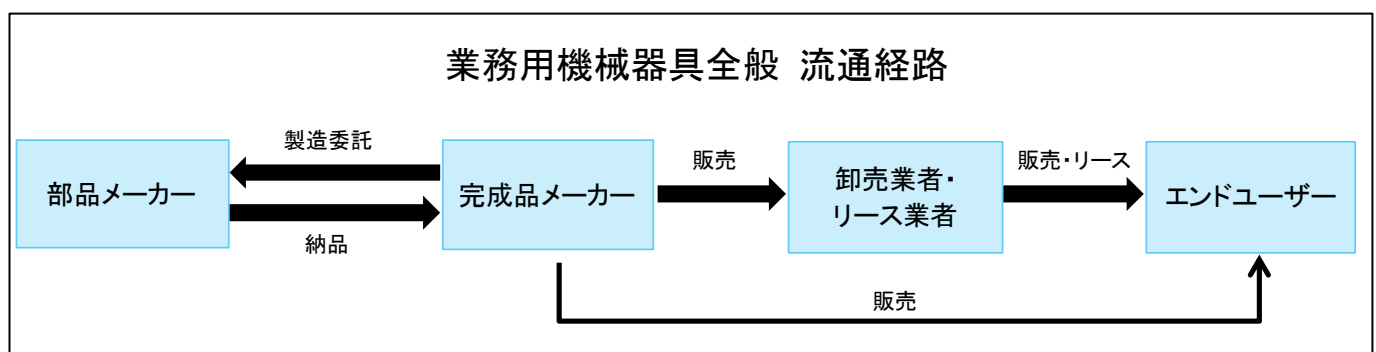 業務用機械器具全般 流通経路
製造委託
部品メーカー
納品
完成品メーカー
販売
卸売業者・
リース業者
販売・リース
エンドユーザー
販売